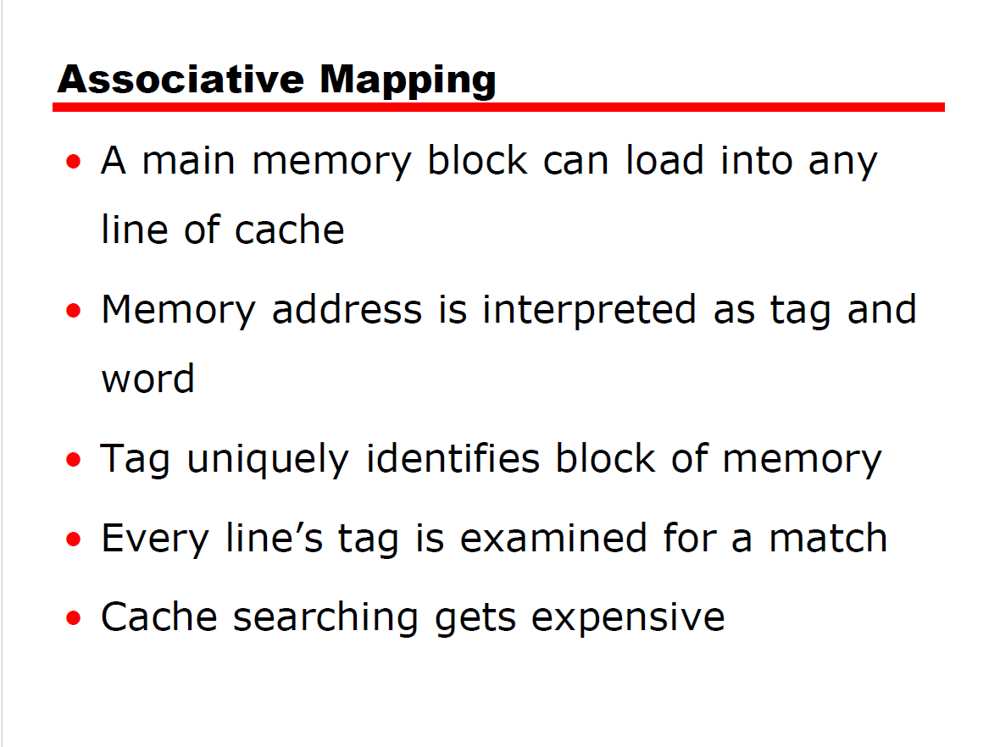 Associative Mapping
• A main memory block can load into any
line of cache
• Memory address is interpreted as tag and
word
• Tag uniquely identifies block of memory
• Every line’s tag is examined for a match
• Cache searching gets expensive